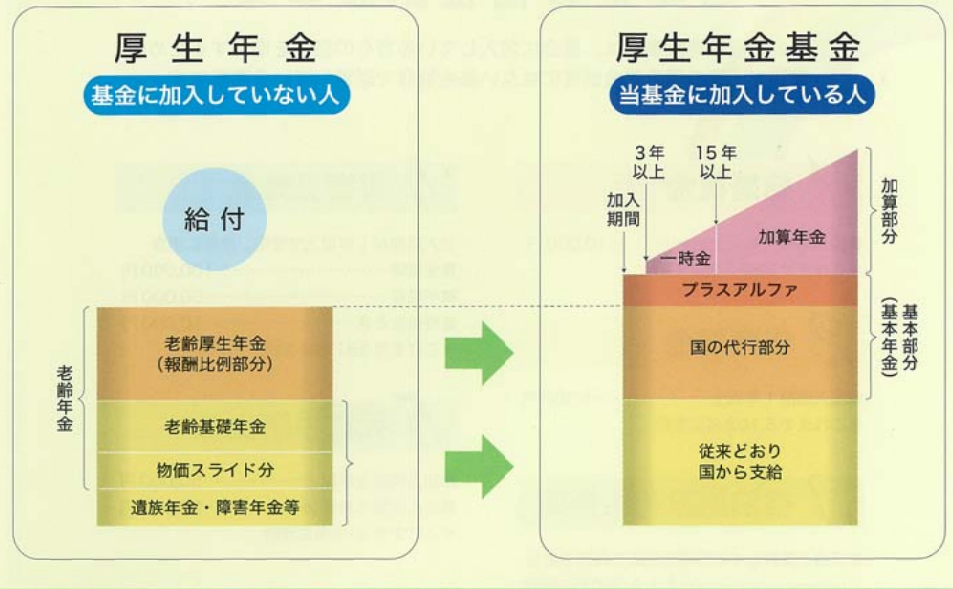 厚生年金
基金に加入していない人
給付
老齢厚生年金
(報酬比例部分)
老齢基礎年金
物価スライド分
遺族年金・障害年金等
老齢年金
厚生年金基金
当基金に加入している人
3年
以上
15年
以上
加入
期間
一時金
加算年金
加算部分
プラスアルファ
国の代行部分
基本部分
(基本年金)
従来どおり
国から支給